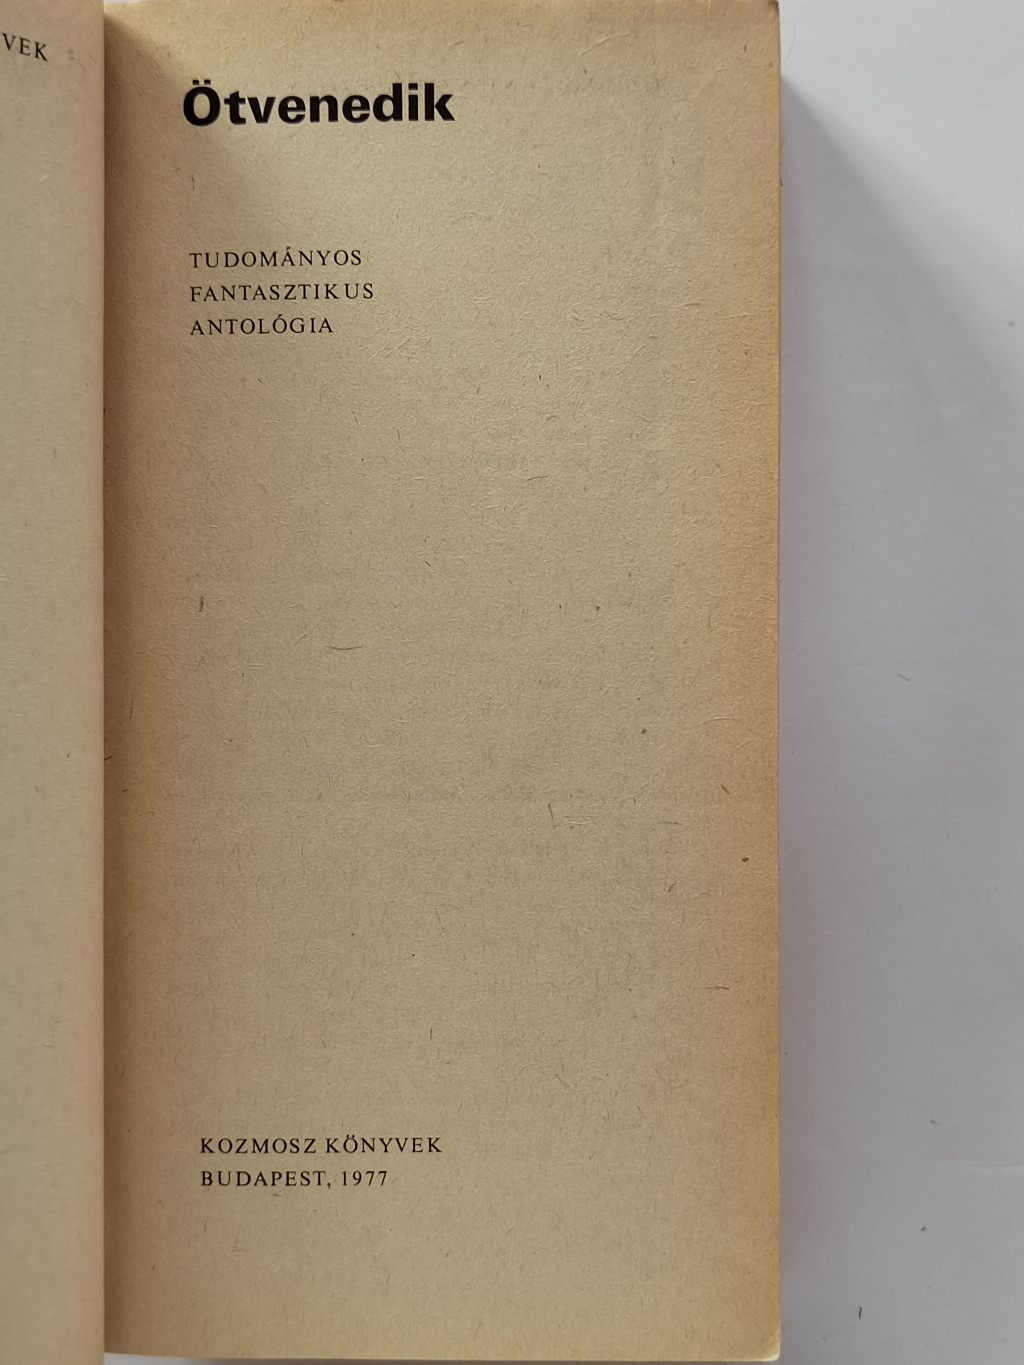 VEK
Ötvenedik
TUDOMÁNYOS
FANTASZTIKUS
ANTOLÓGIA
KOZMOSZ KÖNYVEK
BUDAPEST, 1977